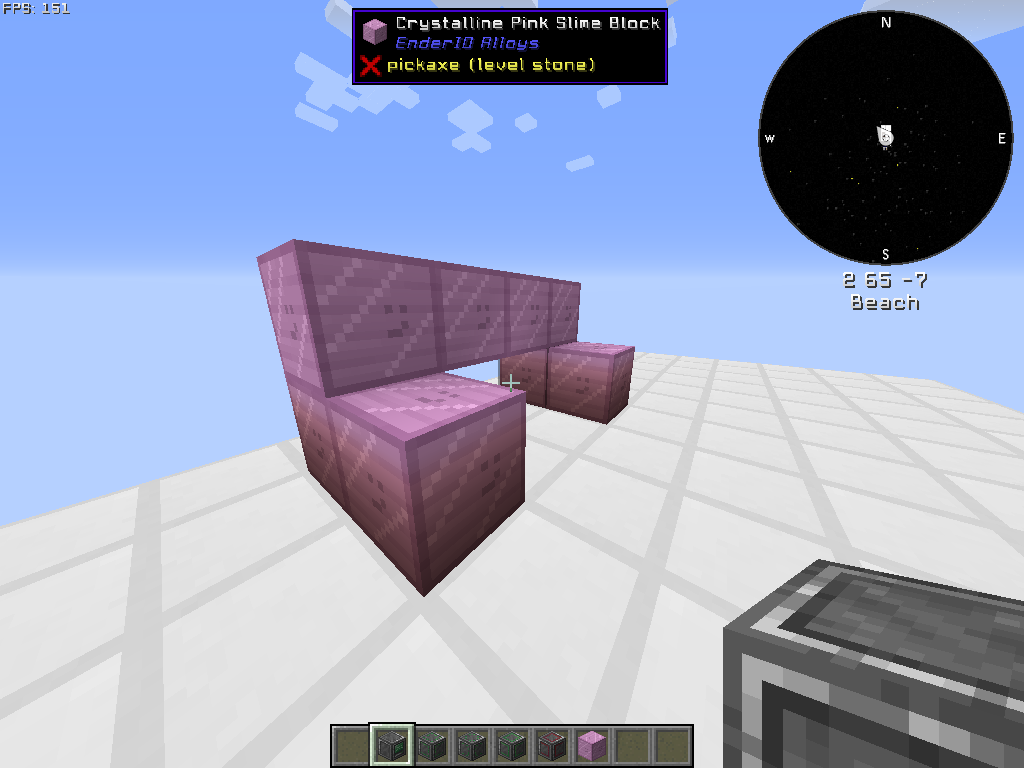 FPS: 151
Crystalline Pink Slime Block
EnderIO Alloys
pickaxe (level stone)
N
W
E
S
2 65 -7
Beach